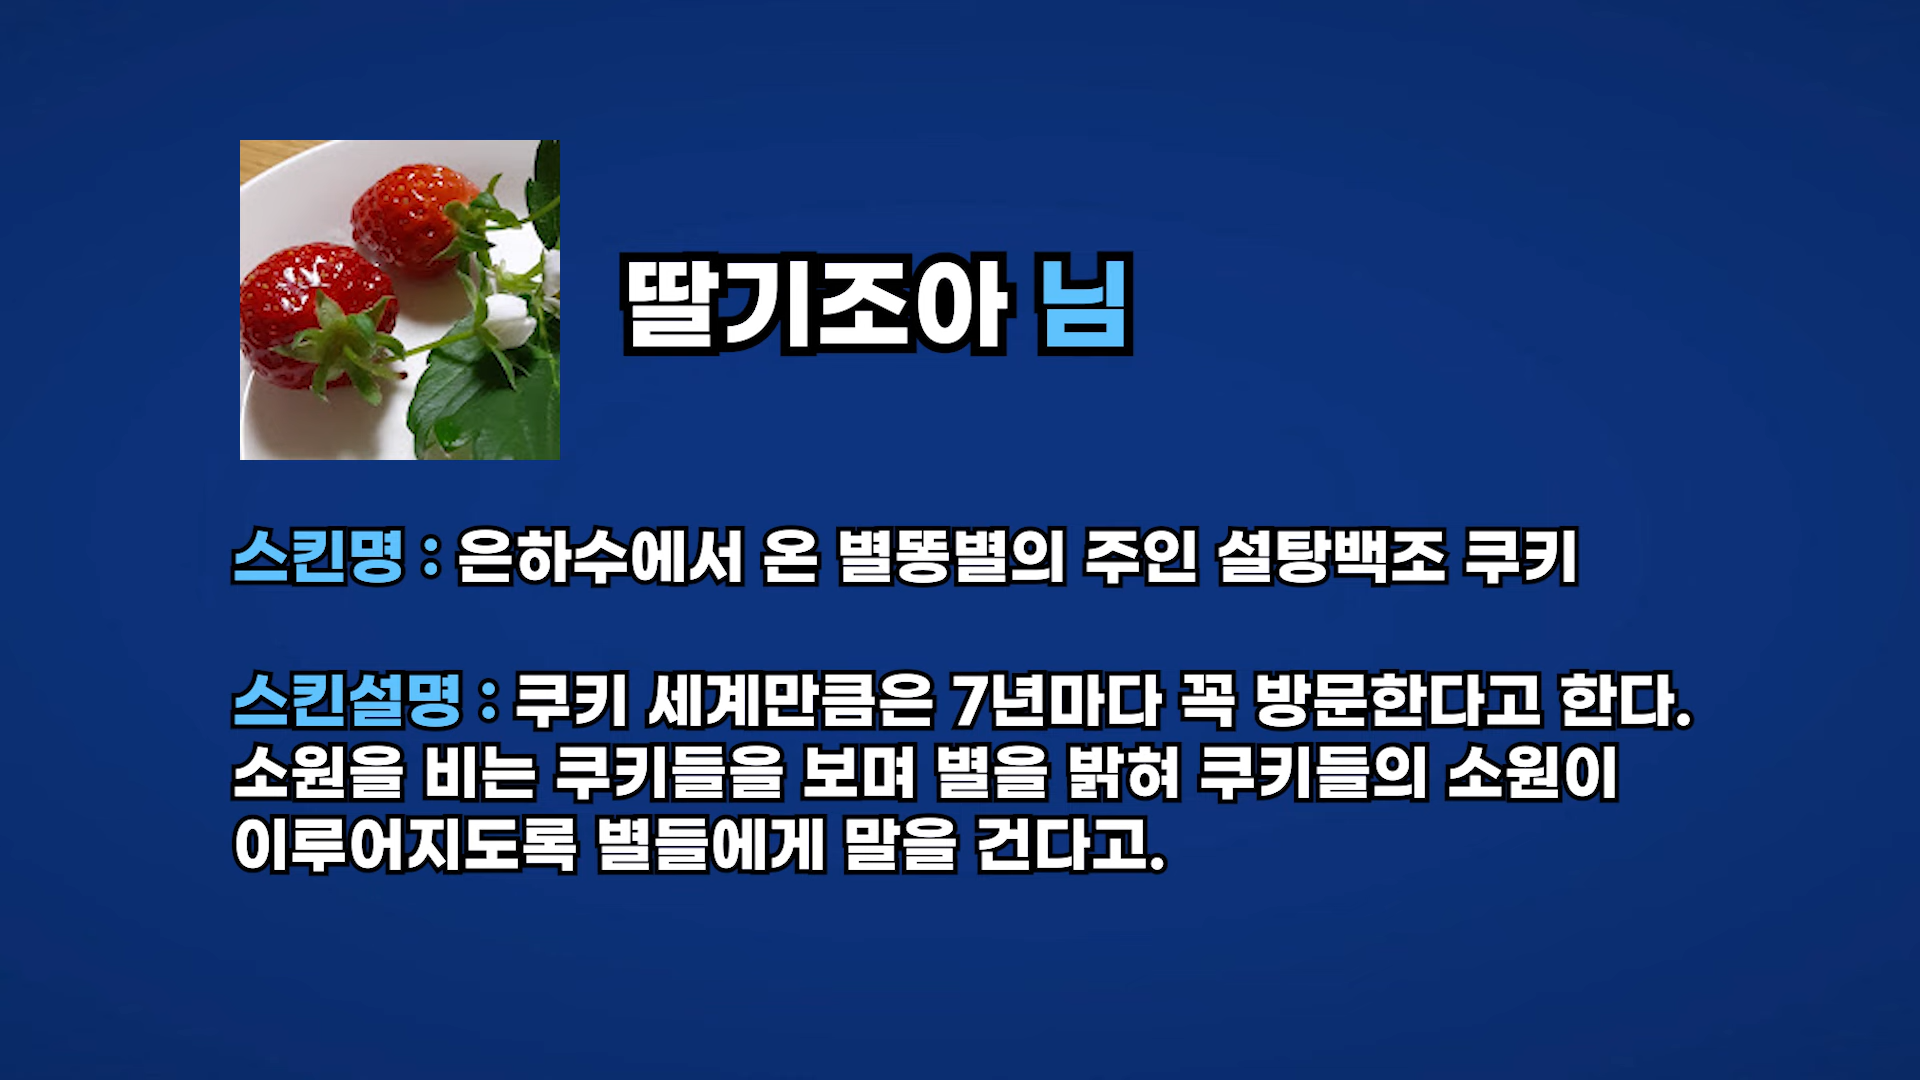 딸기조아 님
스킨명 : 은하수에서 온 별똥별의 주인 설탕백조 쿠키
스킨설명 : 쿠키 세계만큼은 7년마다 꼭 방문한다고 한다.
소원을 비는 쿠키들을 보며 별을 밝혀 쿠키들의 소원이
이루어지도록 별들에게 말을 건다고.